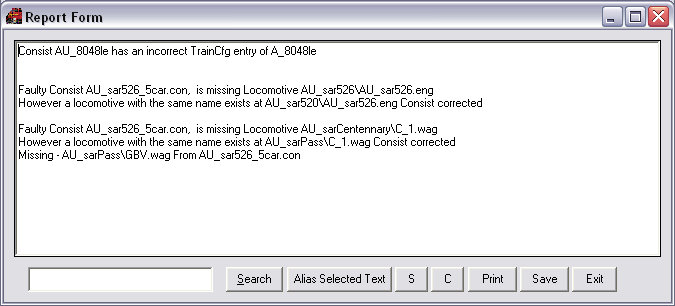 Report Form
Consist AU_8048le has an incorrect TrainCfg entry of A_8048le
Faulty Consist AU_sar526_5car.con,  is missing Locomotive AU_sar526\AU_sar526.eng
However a locomotive with the same name exists at AU_sar520\AU_sar526.eng Consist corrected
Faulty Consist AU_sar526_5car.con,  is missing Locomotive AU_sarCentennary\C_1.wag
However a locomotive with the same name exists at AU_sarPass\C_1.wag Consist corrected
Missing - AU_sarPass\GBV.wag From AU_sar526_5car.con
Search Alias Selected Text S C Print Save Exit